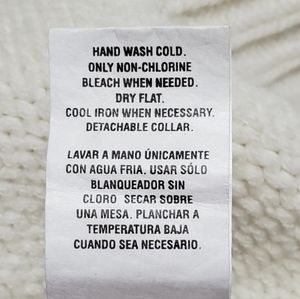 HAND WASH COLD.
ONLY NON-CHLORINE
BLEACH WHEN NEEDED.
DRY FLAT.
COOL IRON WHEN NECESSARY.
DETACHABLE COLLAR.
LAVAR A MANO ÚNICAMENTE
CON AGUA FRIA. USAR SÓLO
BLANQUEADOR SIN
CLORO SECAR SOBRE
UNA MESA. PLANCHAR A
TEMPERATURA BAJA
CUANDO SEA NECESARIO.